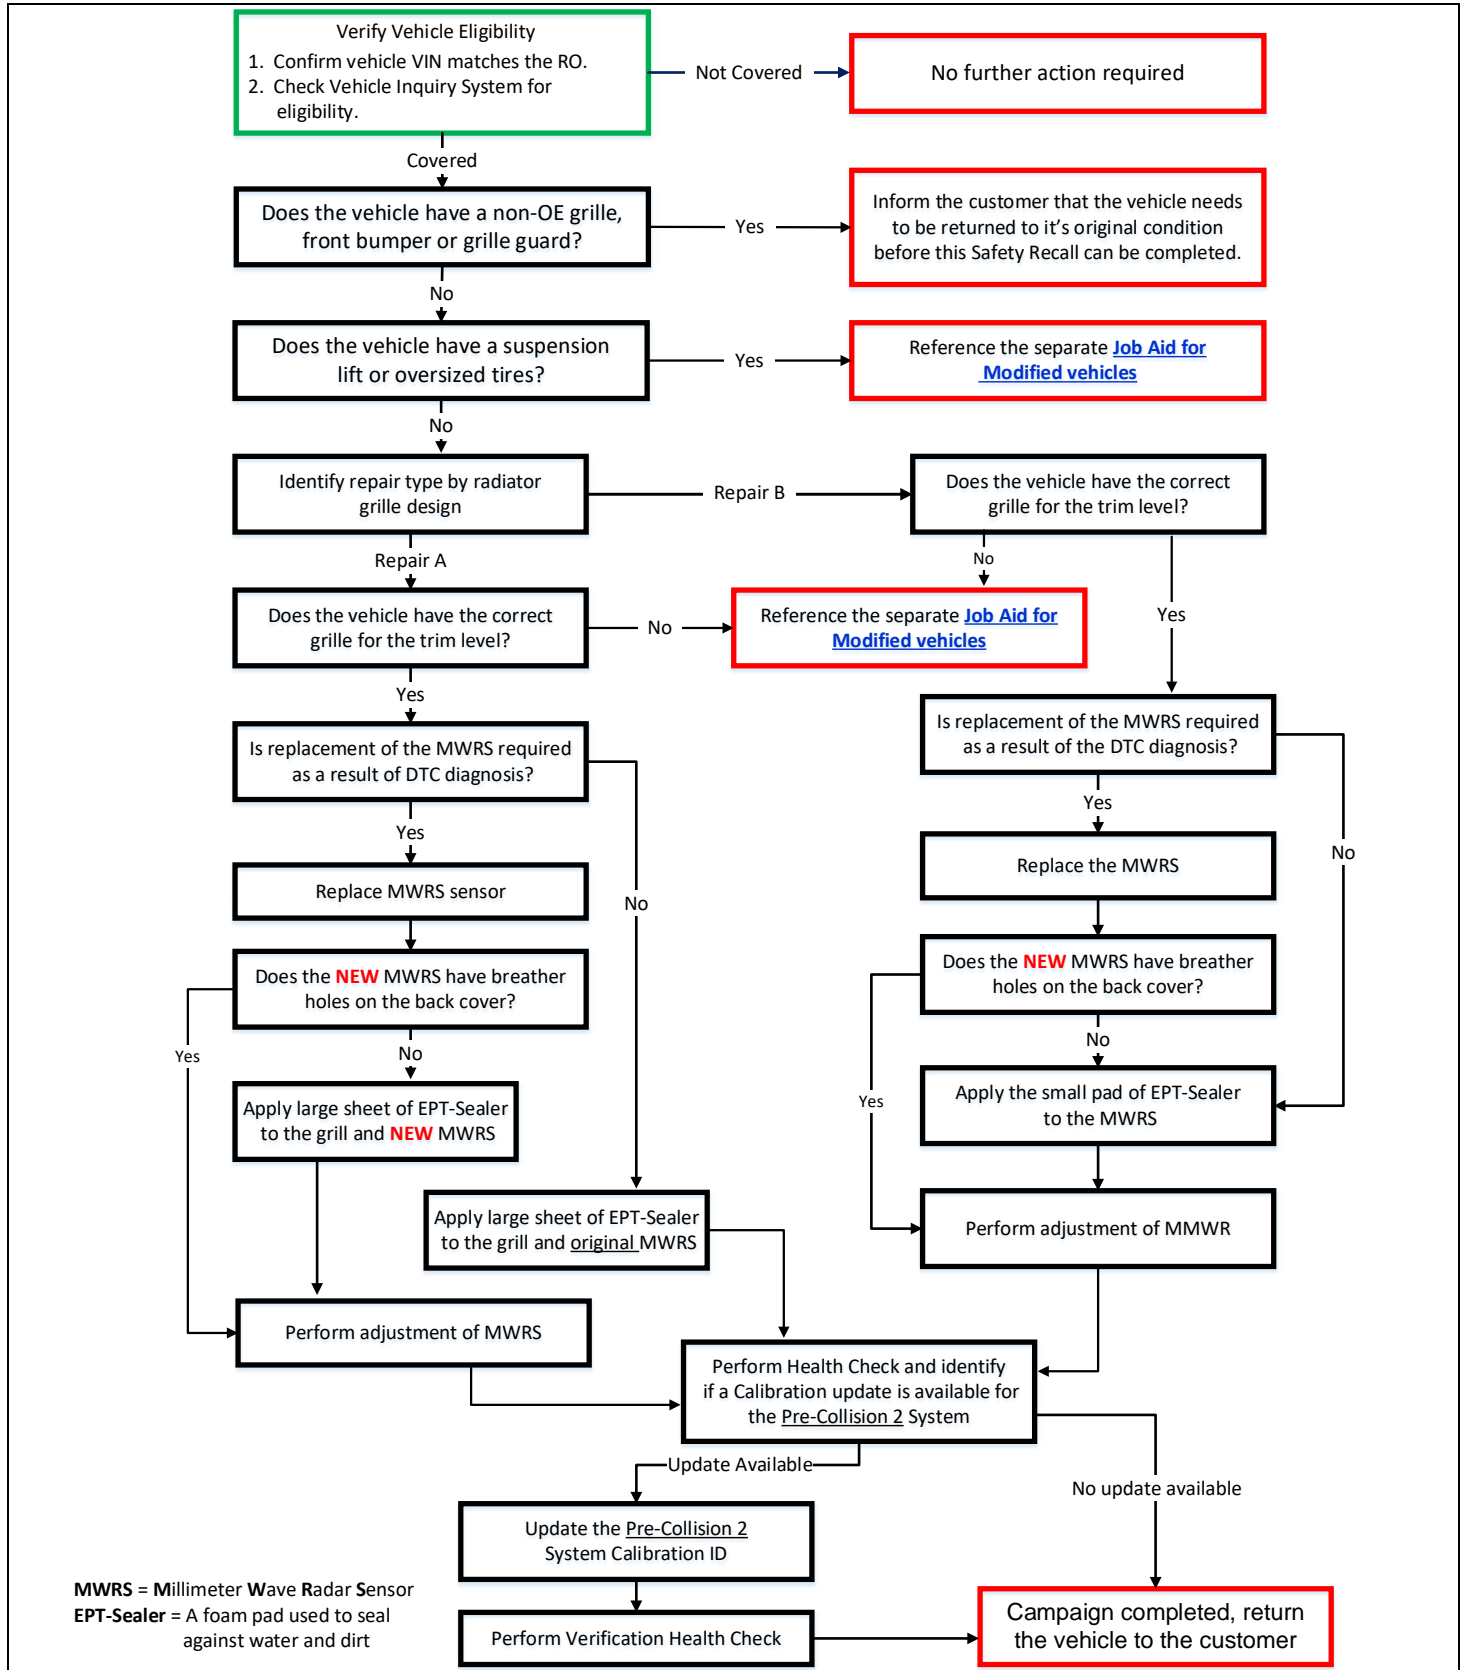 Verify Vehicle Eligibility
1. Confirm vehicle VIN matches the RO.
2. Check Vehicle Inquiry System for
eligibility.
Not Covered
No further action required
Covered
Does the vehicle have a non-OE grille,
front bumper or grille guard?
Yes
Inform the customer that the vehicle needs
to be returned to it’s original condition
before this Safety Recall can be completed.
No
Does the vehicle have a suspension
lift or oversized tires?
Yes
Reference the separate Job Aid for
Modified vehicles
No
Identify repair type by radiator
grille design
Repair B
Does the vehicle have the correct
grille for the trim level?
Repair A
No
Does the vehicle have the correct
grille for the trim level?
No
Reference the separate Job Aid for
Modified vehicles
Yes
Yes
Is replacement of the MWRS required
as a result of DTC diagnosis?
Is replacement of the MWRS required
as a result of the DTC diagnosis?
Yes
Yes
No
Replace MWRS sensor
No
Replace the MWRS
Does the NEW MWRS have breather
holes on the back cover?
Does the NEW MWRS have breather
holes on the back cover?
Yes
No
No
Apply large sheet of EPT-Sealer
to the grill and NEW MWRS
Yes
Apply the small pad of EPT-Sealer
to the MWRS
Apply large sheet of EPT-Sealer
to the grill and original MWRS
Perform adjustment of MMWR
Perform adjustment of MWRS
Perform Health Check and identify
if a Calibration update is available for
the Pre-Collision 2 System
Update Available
No update available
Update the Pre-Collision 2
System Calibration ID
MWRS = Millimeter Wave Radar Sensor
EPT-Sealer = A foam pad used to seal
against water and dirt
Perform Verification Health Check
Campaign completed, return
the vehicle to the customer